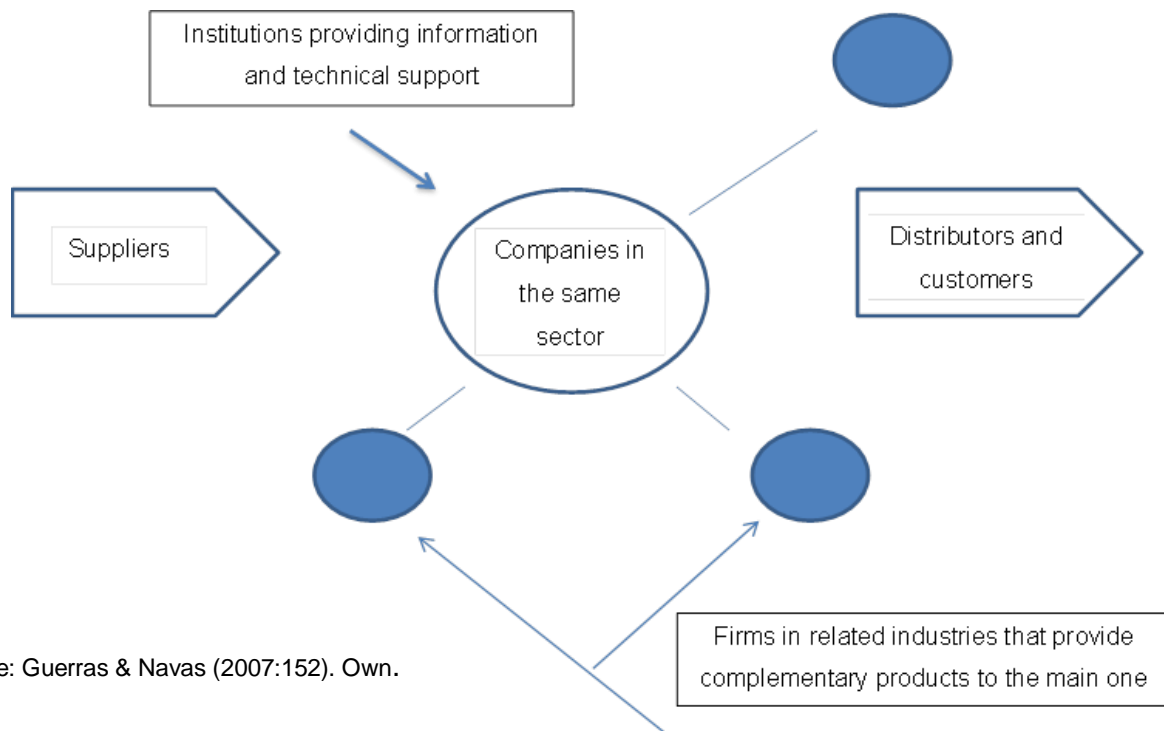 Institutions providing information
and technical support
Suppliers
Companies in
the same
sector
Distributors and
customers
Firms in related industries that provide
complementary products to the main one
e: Guerras & Navas (2007:152). Own.